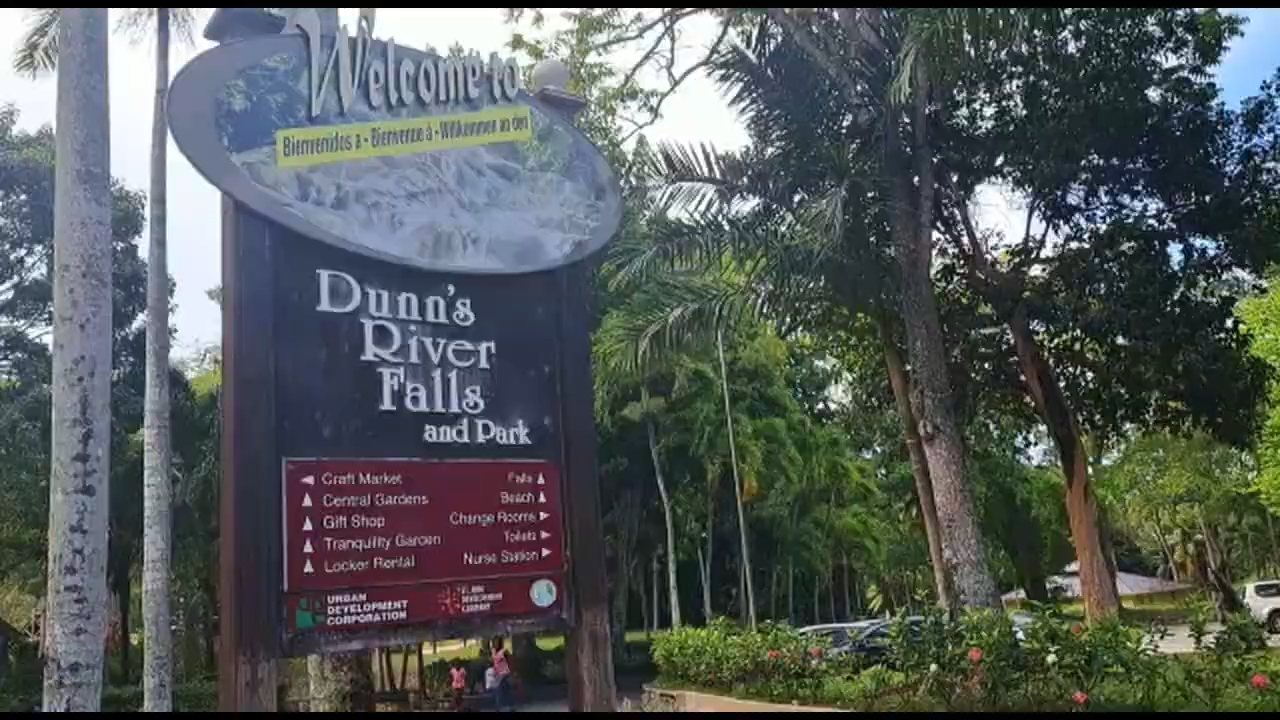 Welcome to
Bienvenidos a • Bienvenue à • Willkommen zu den
Dunn's
River
Falls
and Park
Craft Market
Central Gardens
Gift Shop
Tranquility Garden
Locker Rental
Falls
Beach
Change Rooms
Toilets
Nurse Station
URBAN
DEVELOPMENT
CORPORATION